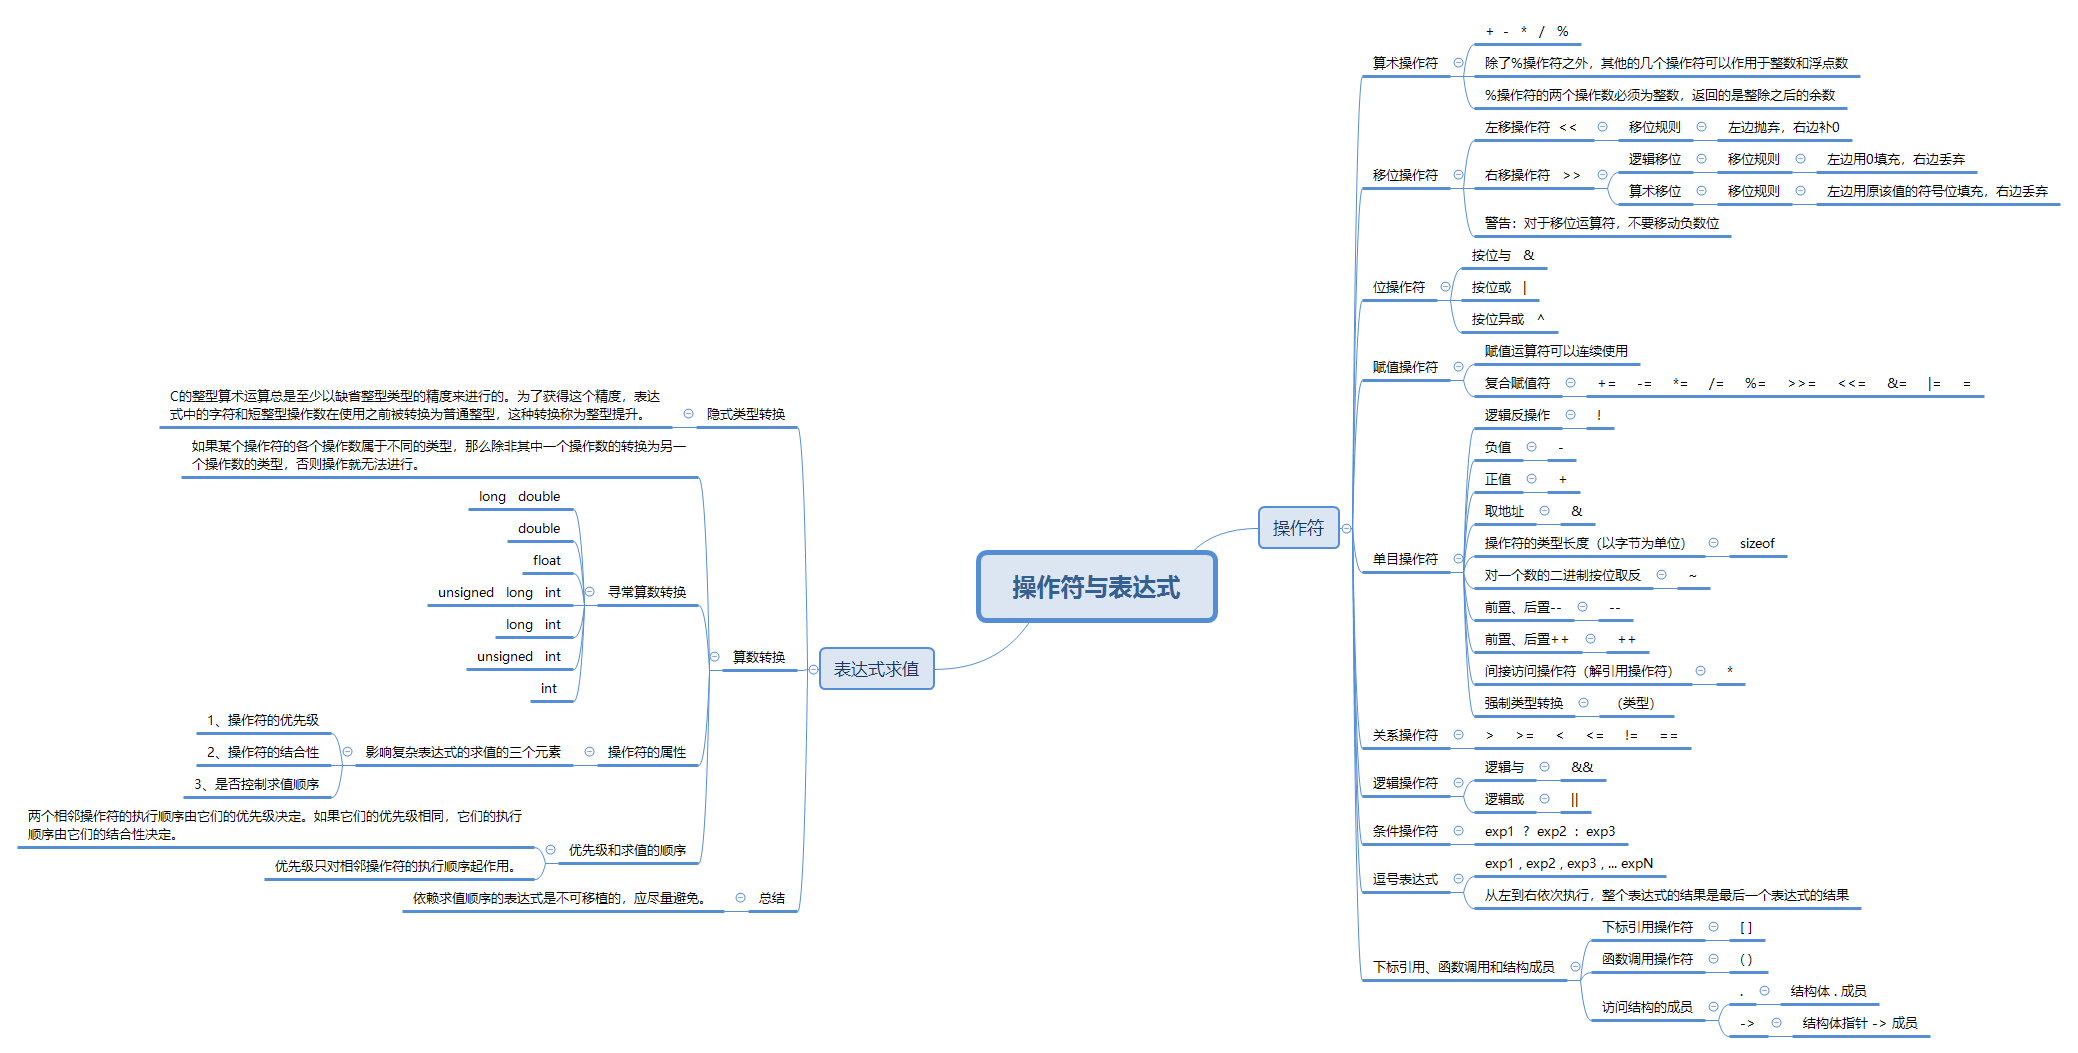 操作符与表达式
操作符
算术操作符
+ - * / %
除了%操作符之外，其他的几个操作符可以作用于整数和浮点数
%操作符的两个操作数必须为整数，返回的是整除之后的余数
移位操作符
左移操作符 <<
移位规则
左边抛弃，右边补0
右移操作符 >>
逻辑移位
移位规则
左边用0填充，右边丢弃
算术移位
移位规则
左边用原该值的符号位填充，右边丢弃
警告：对于移位运算符，不要移动负数位
位操作符
按位与 &
按位或 |
按位异或 ^
赋值操作符
赋值运算符可以连续使用
复合赋值符
+= -= *= /= %= >>= <<= &= |= =
单目操作符
逻辑反操作
!
负值
-
正值
+
取地址
&
操作符的类型长度（以字节为单位）
sizeof
对一个数的二进制按位取反
~
前置、后置--
--
前置、后置++
++
间接访问操作符（解引用操作符）
*
强制类型转换
（类型）
关系操作符
> >= < <= != ==
逻辑操作符
逻辑与
&&
逻辑或
||
条件操作符
exp1 ? exp2 : exp3
逗号表达式
exp1 , exp2 , exp3 , ... expN
从左到右依次执行，整个表达式的结果是最后一个表达式的结果
下标引用、函数调用和结构成员
下标引用操作符
[ ]
函数调用操作符
( )
访问结构的成员
.
结构体 . 成员
->
结构体指针 -> 成员
表达式求值
隐式类型转换
C的整型算术运算总是至少以缺省整型类型的精度来进行的。为了获得这个精度，表达
式中的字符和短整型操作数在使用之前被转换为普通整型，这种转换称为整型提升。
算数转换
如果某个操作符的各个操作数属于不同的类型，那么除非其中一个操作数的转换为另一
个操作数的类型，否则操作就无法进行。
寻常算数转换
long double
double
float
unsigned long int
long int
unsigned int
int
操作符的属性
影响复杂表达式的求值的三个元素
1、操作符的优先级
2、操作符的结合性
3、是否控制求值顺序
优先级和求值的顺序
两个相邻操作符的执行顺序由它们的优先级决定。如果它们的优先级相同，它们的执行
顺序由它们的结合性决定。
优先级只对相邻操作符的执行顺序起作用。
总结
依赖求值顺序的表达式是不可移植的，应尽量避免。